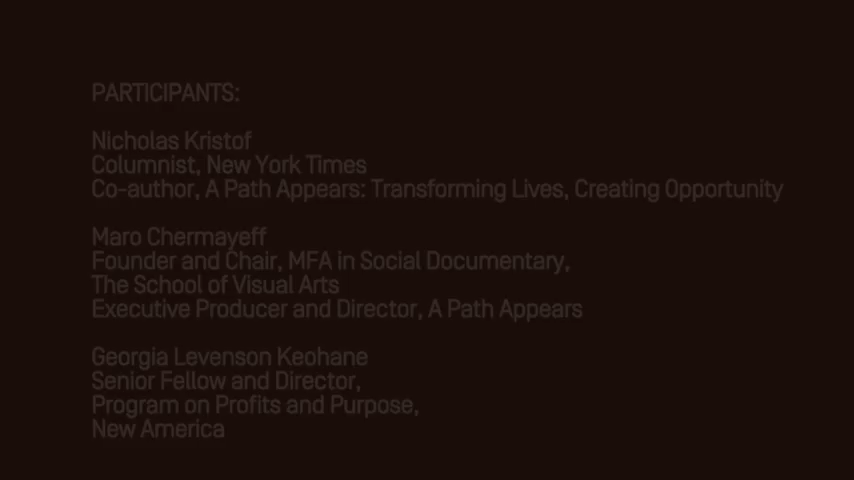 PARTICIPANTS:
Nicholas Kristof
Columnist, New York Times
Co-author, A Path Appears: Transforming Lives, Creating Opportunity
Maro Chermayeff
Founder and Chair, MFA in Social Documentary,
The School of Visual Arts
Executive Producer and Director, A Path Appears
Georgia Levenson Keohane
Senior Fellow and Director,
Program on Profits and Purpose,
New America